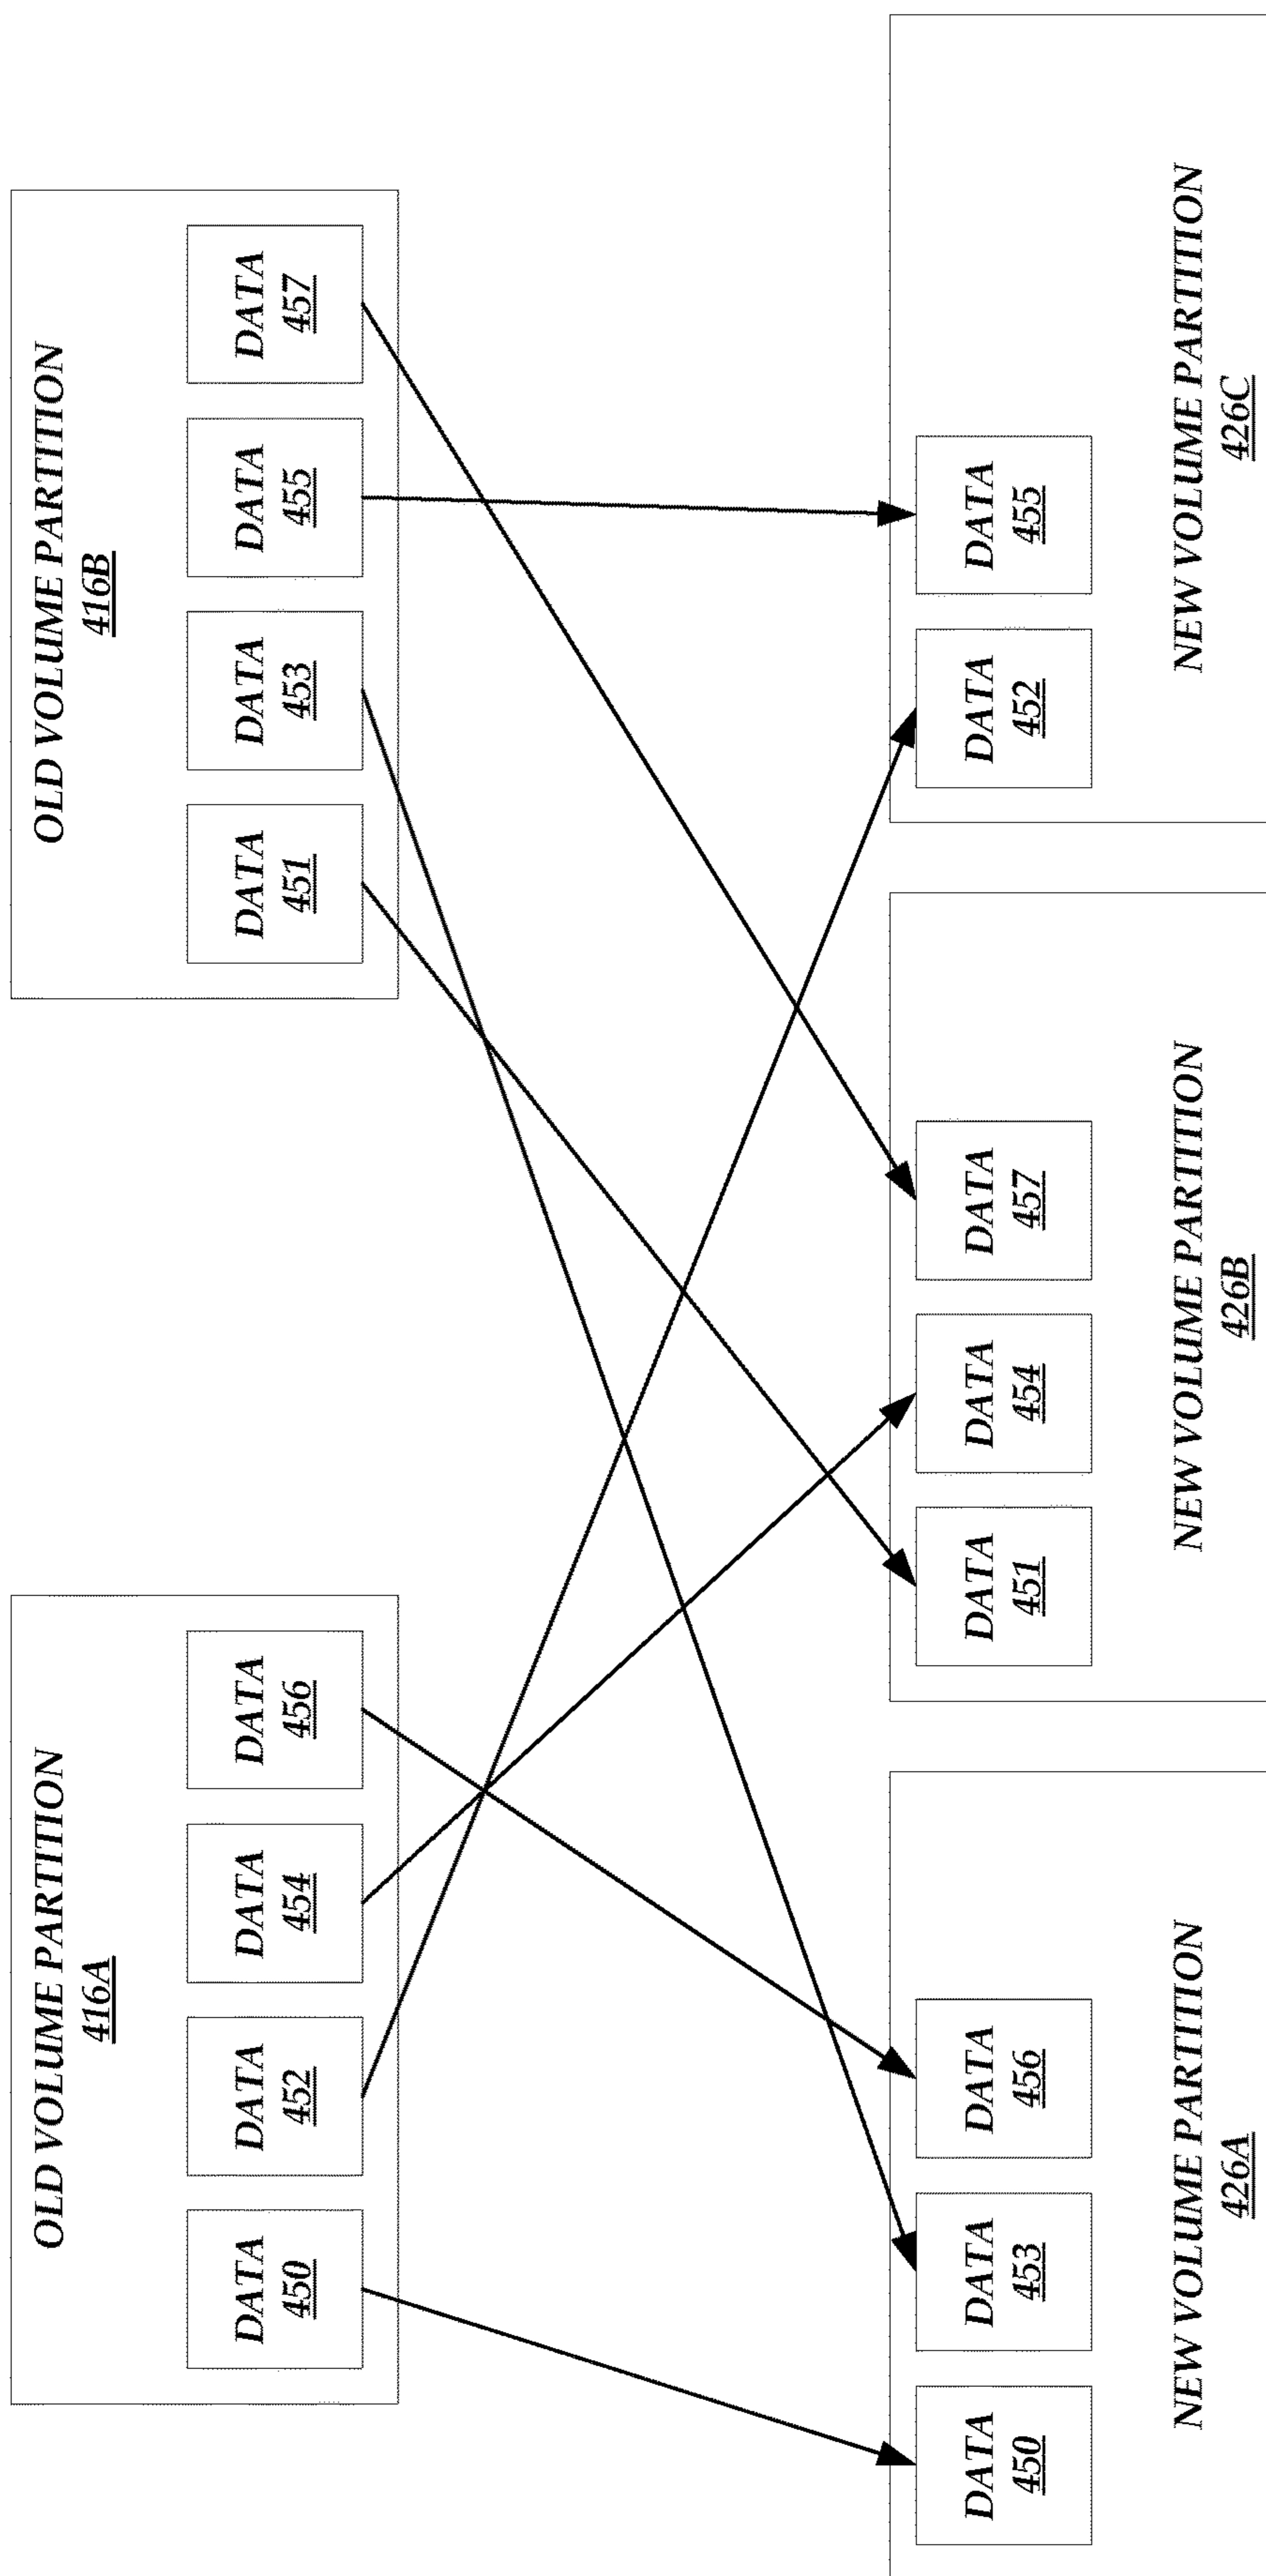 OLD VOLUME PARTITION
416A
DATA
450
DATA
452
DATA
454
DATA
456
OLD VOLUME PARTITION
416B
DATA
451
DATA
453
DATA
455
DATA
457
DATA
450
DATA
453
DATA
456
NEW VOLUME PARTITION
426A
DATA
451
DATA
454
DATA
457
NEW VOLUME PARTITION
426B
DATA
452
DATA
455
NEW VOLUME PARTITION
426C